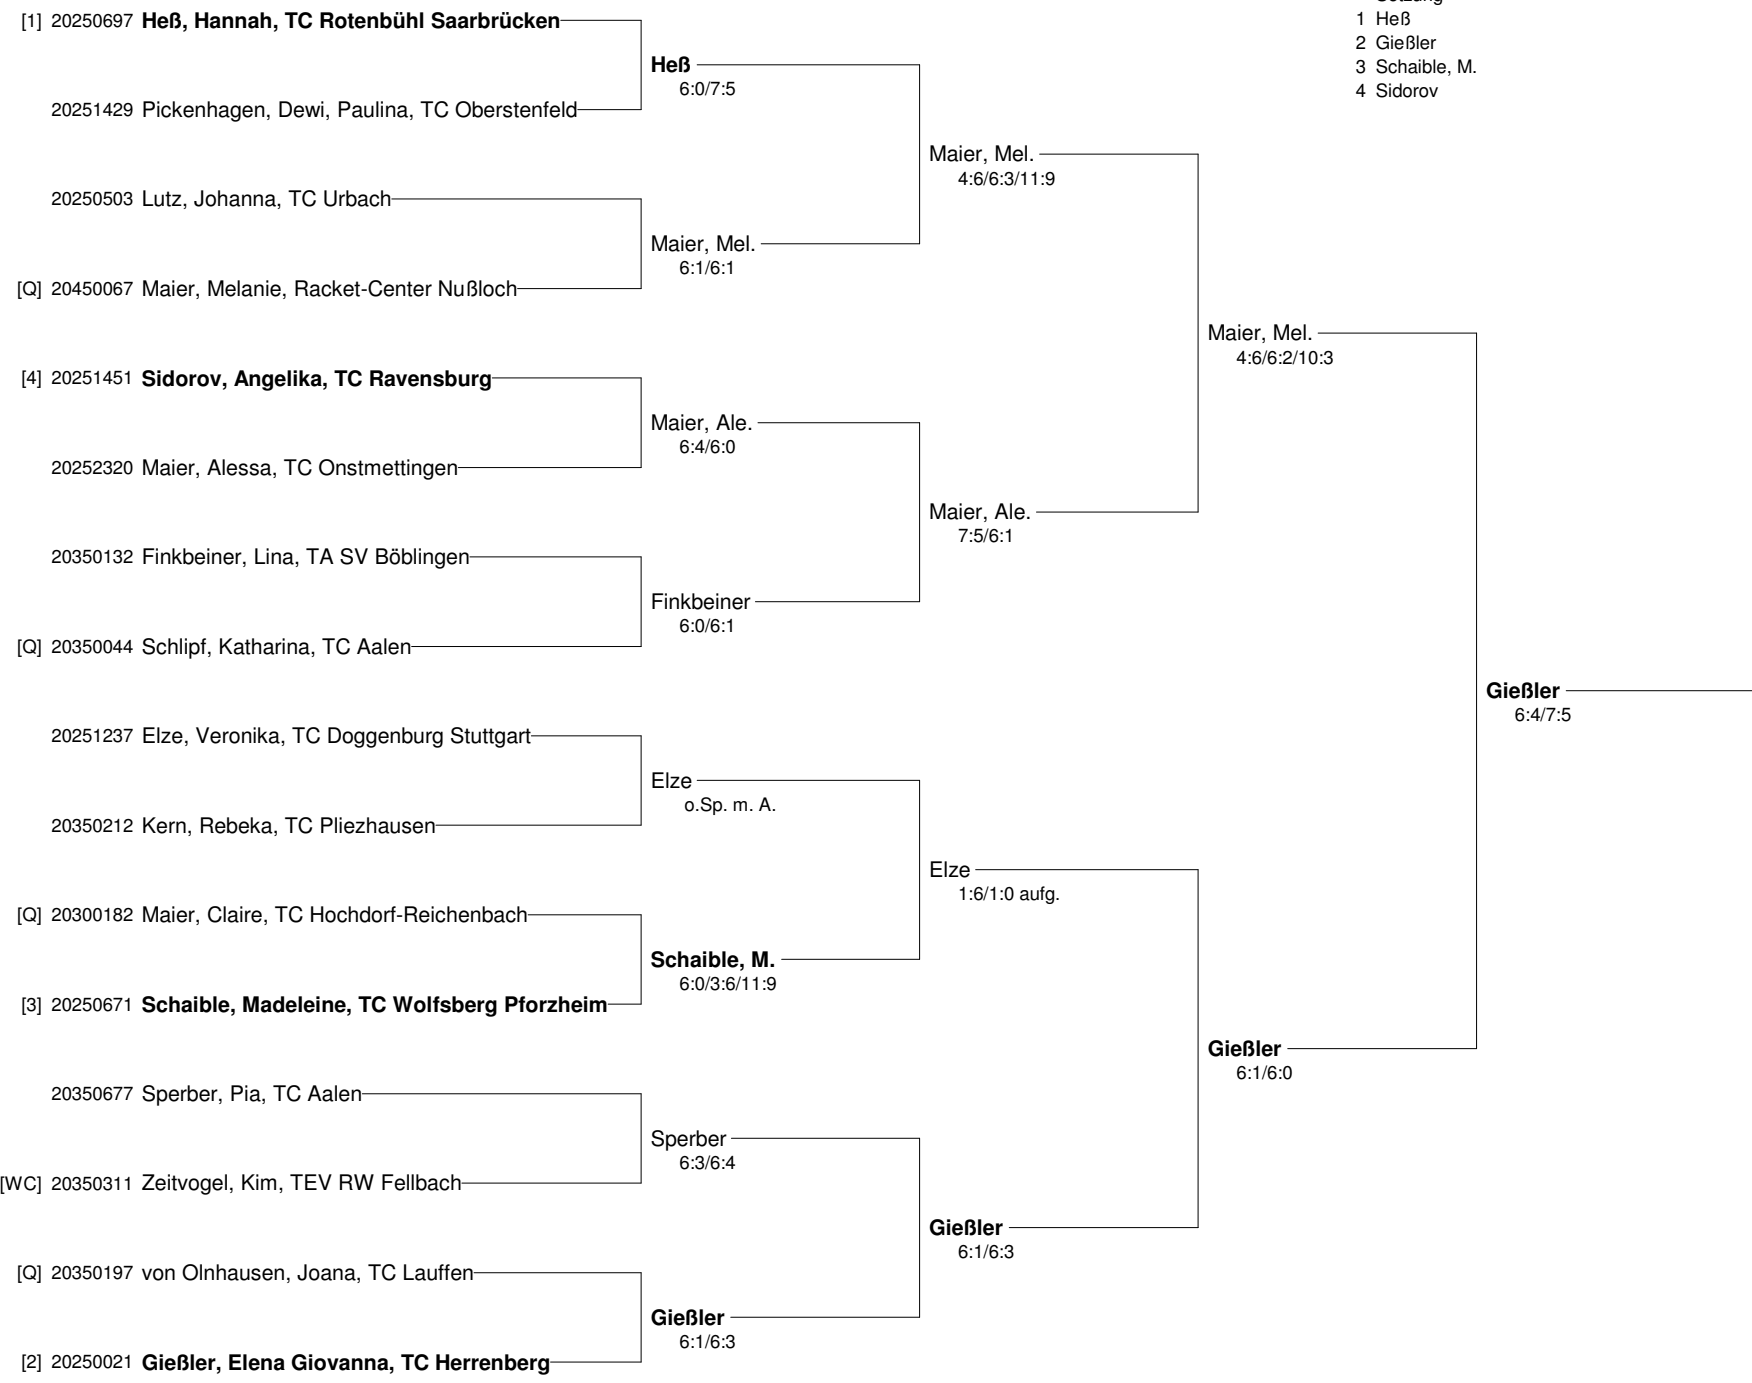 1 Heß
2 Gießler
3 Schaible, M.
4 Sidorov
[1] 20250697 Heß, Hannah, TC Rotenbühl Saarbrücken
Heß
6:0/7:5
20251429 Pickenhagen, Dewi, Paulina, TC Oberstenfeld
Maier, Mel.
4:6/6:3/11:9
20250503 Lutz, Johanna, TC Urbach
Maier, Mel.
6:1/6:1
[Q] 20450067 Maier, Melanie, Racket-Center Nußloch
Maier, Mel.
4:6/6:2/10:3
[4] 20251451 Sidorov, Angelika, TC Ravensburg
Maier, Ale.
6:4/6:0
20252320 Maier, Alessa, TC Onstmettingen
Maier, Ale.
7:5/6:1
20350132 Finkbeiner, Lina, TA SV Böblingen
Finkbeiner
6:0/6:1
[Q] 20350044 Schlipf, Katharina, TC Aalen
Gießler
6:4/7:5
20251237 Elze, Veronika, TC Doggenburg Stuttgart
Elze
o.Sp. m. A.
20350212 Kern, Rebeka, TC Pliezhausen
Elze
1:6/1:0 aufg.
[Q] 20300182 Maier, Claire, TC Hochdorf-Reichenbach
Schaible, M.
6:0/3:6/11:9
[3] 20250671 Schaible, Madeleine, TC Wolfsberg Pforzheim
Gießler
6:1/6:0
20350677 Sperber, Pia, TC Aalen
Sperber
6:3/6:4
[WC] 20350311 Zeitvogel, Kim, TEV RW Fellbach
Gießler
6:1/6:3
[Q] 20350197 von Olnhausen, Joana, TC Lauffen
Gießler
6:1/6:3
[2] 20250021 Gießler, Elena Giovanna, TC Herrenberg